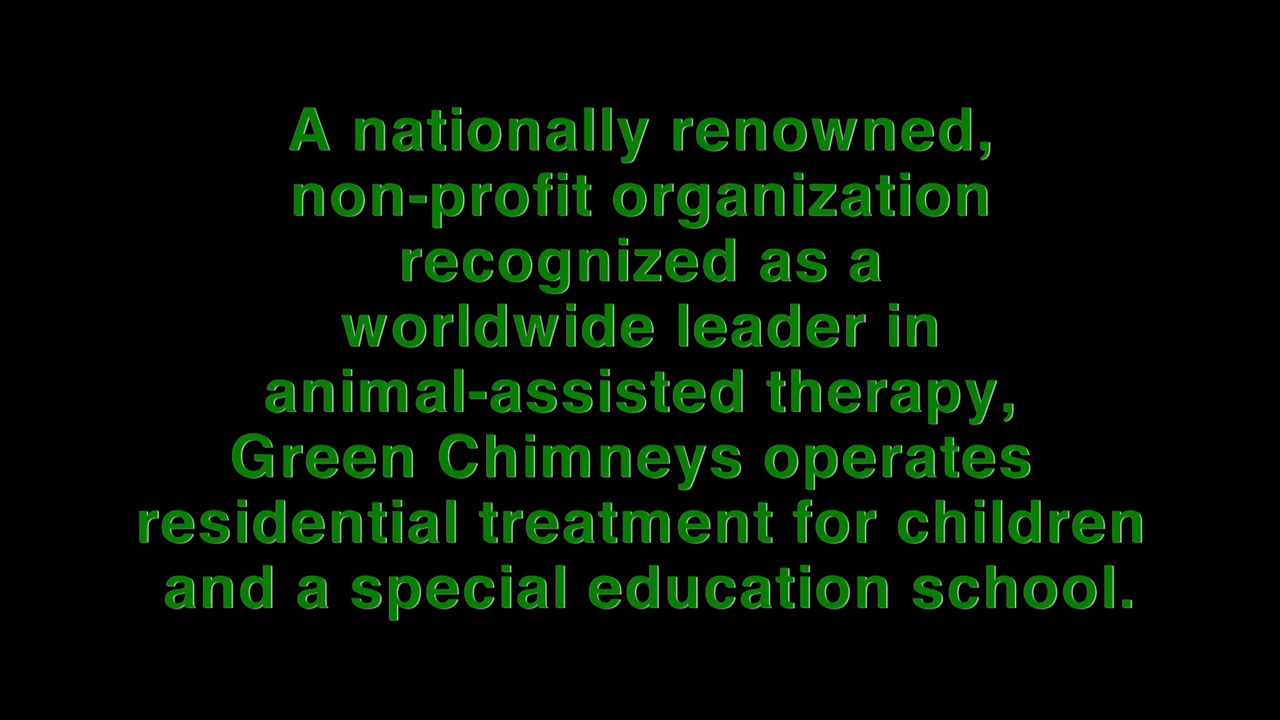 A nationally renowned,
non-profit organization
recognized as a
worldwide leader in
animal-assisted therapy,
Green Chimneys operates
residential treatment for children
and a special education school.